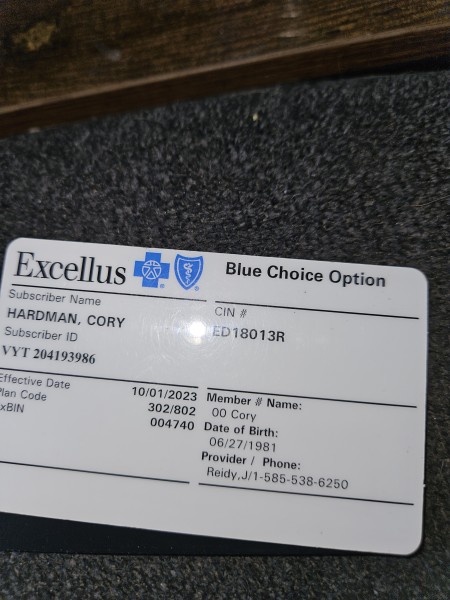 Excellus
Blue Choice Option
Subscriber Name
HARDMAN, CORY
Subscriber ID
VYT 204193986
CIN #
ED18013R
Effective Date 10/01/2023
Plan Code 302/802
xBIN 004740
Member # Name:
00 Cory
Date of Birth:
06/27/1981
Provider / Phone:
Reidy,J/1-585-538-6250